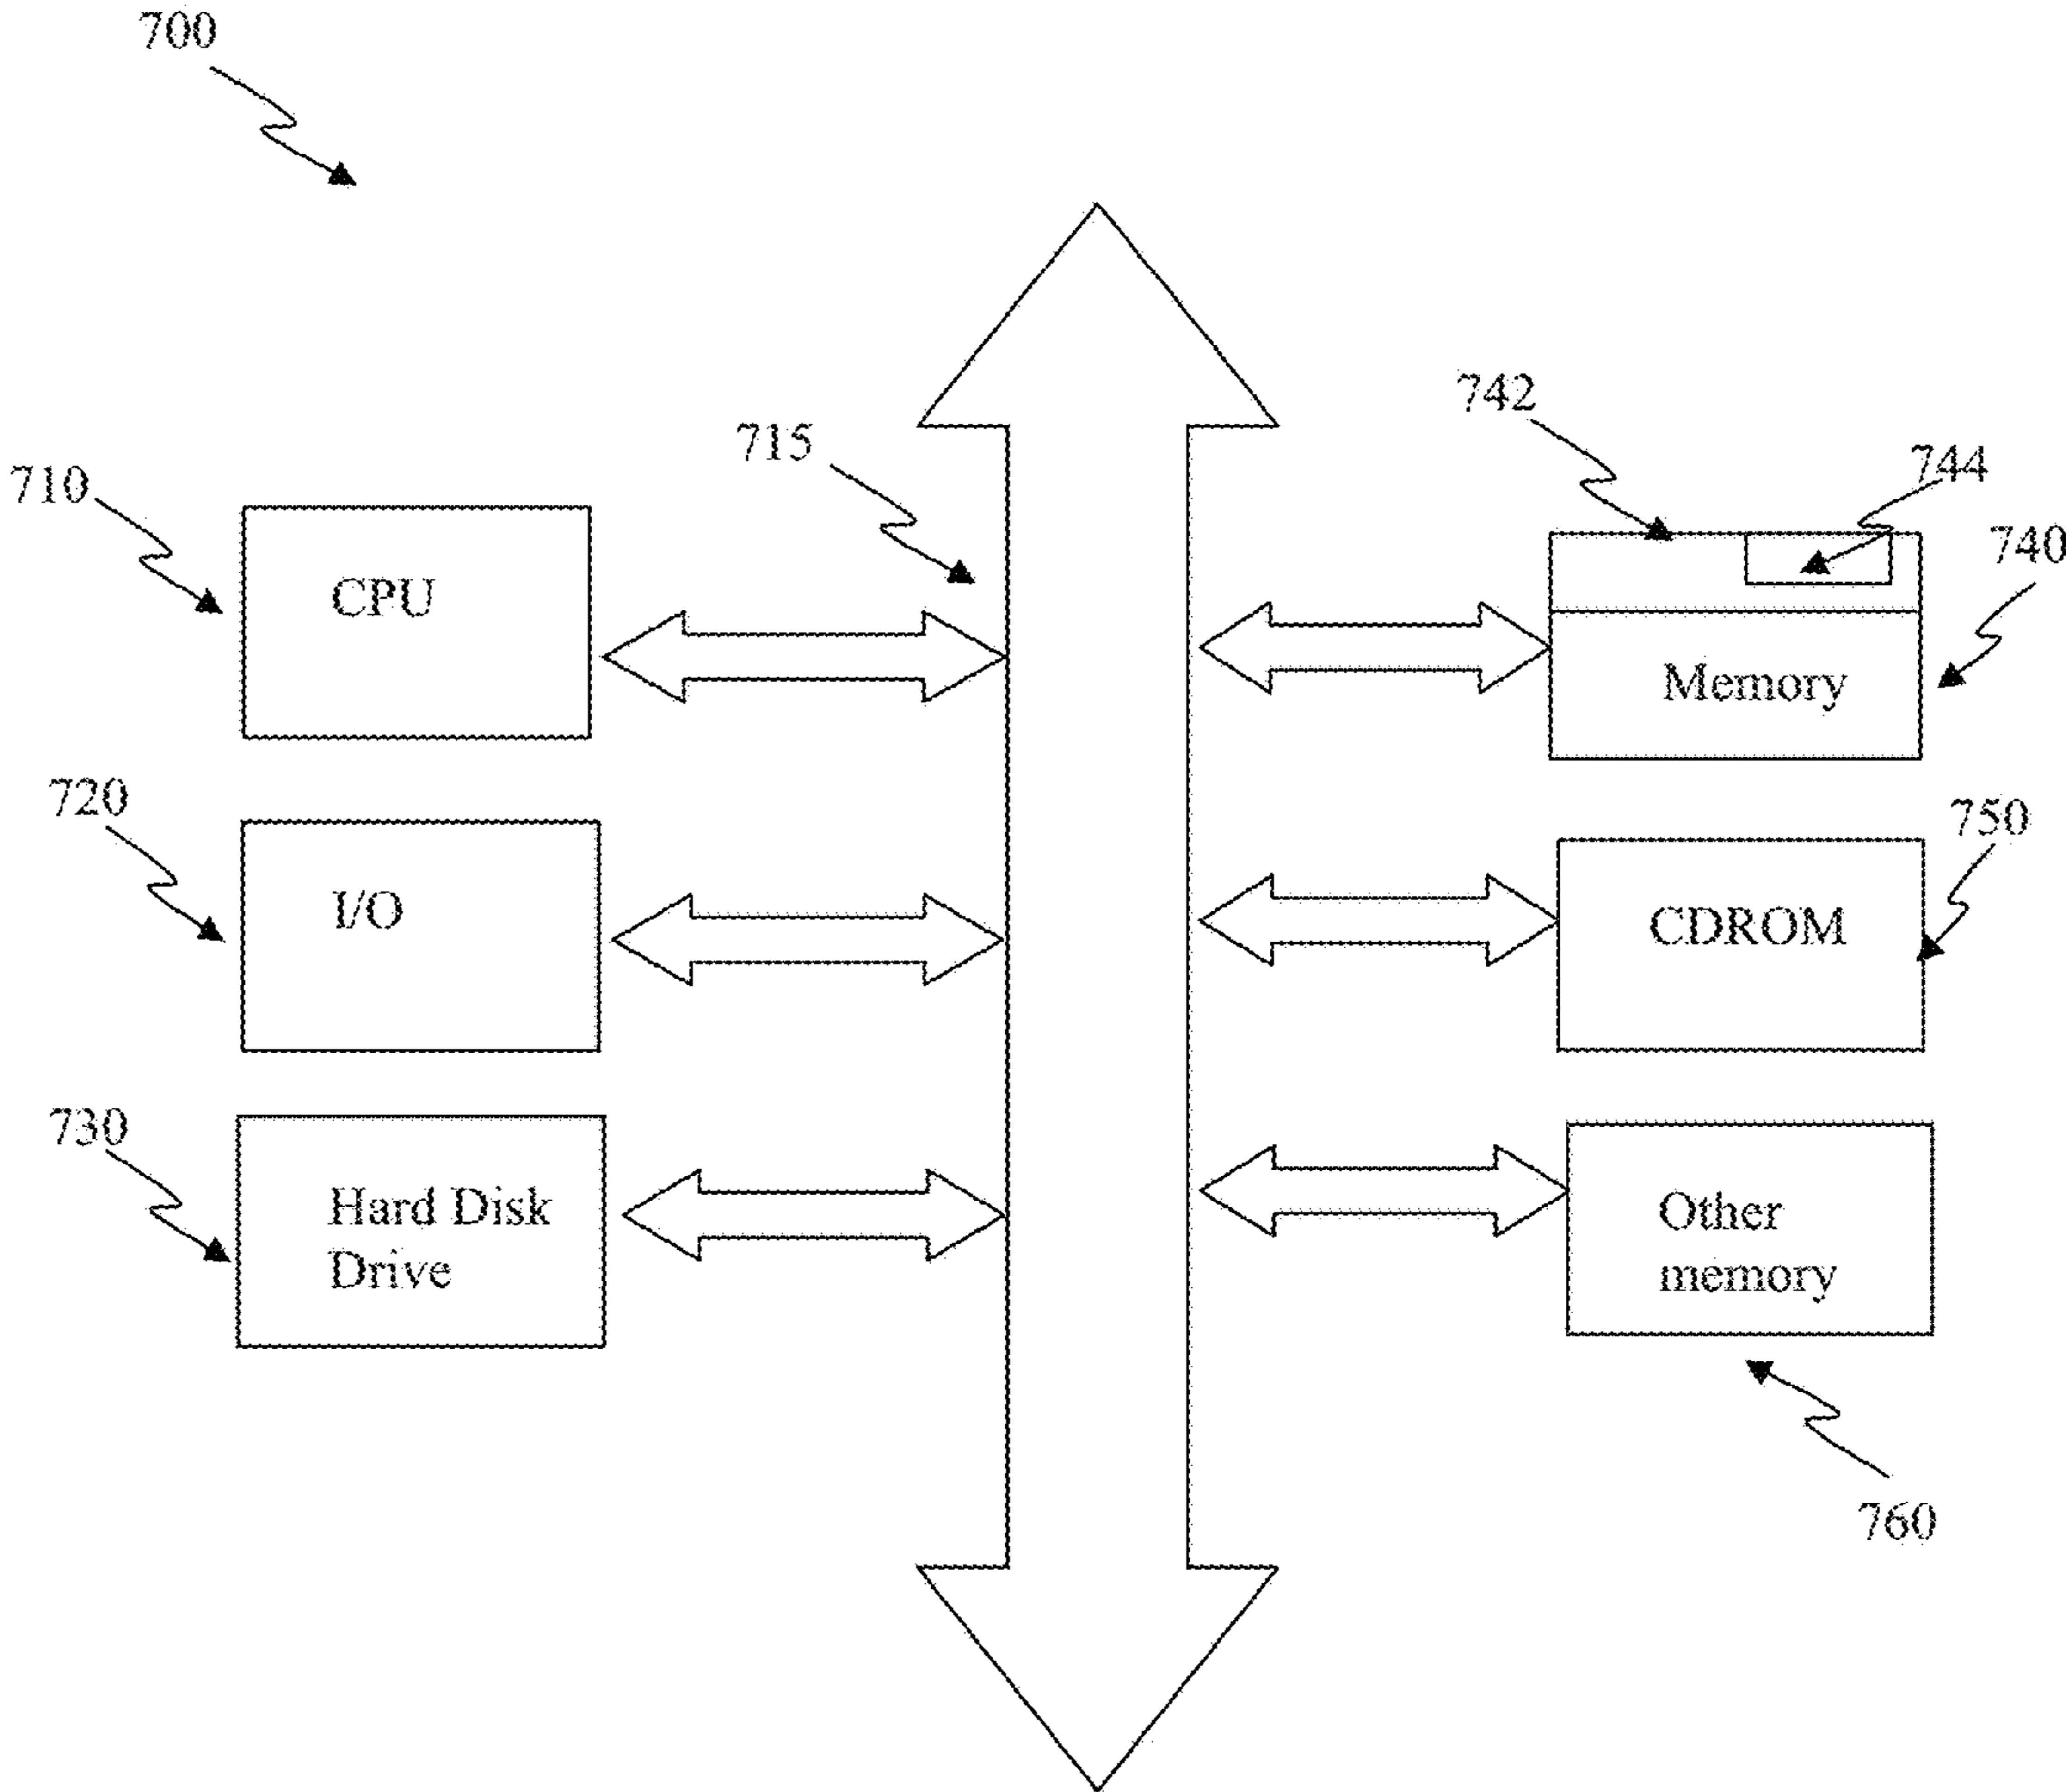 700
742
715
744
710
740
CPU
Memory
720
750
I/O
CDROM
730
Hard Disk
Drive
Other
memory
760